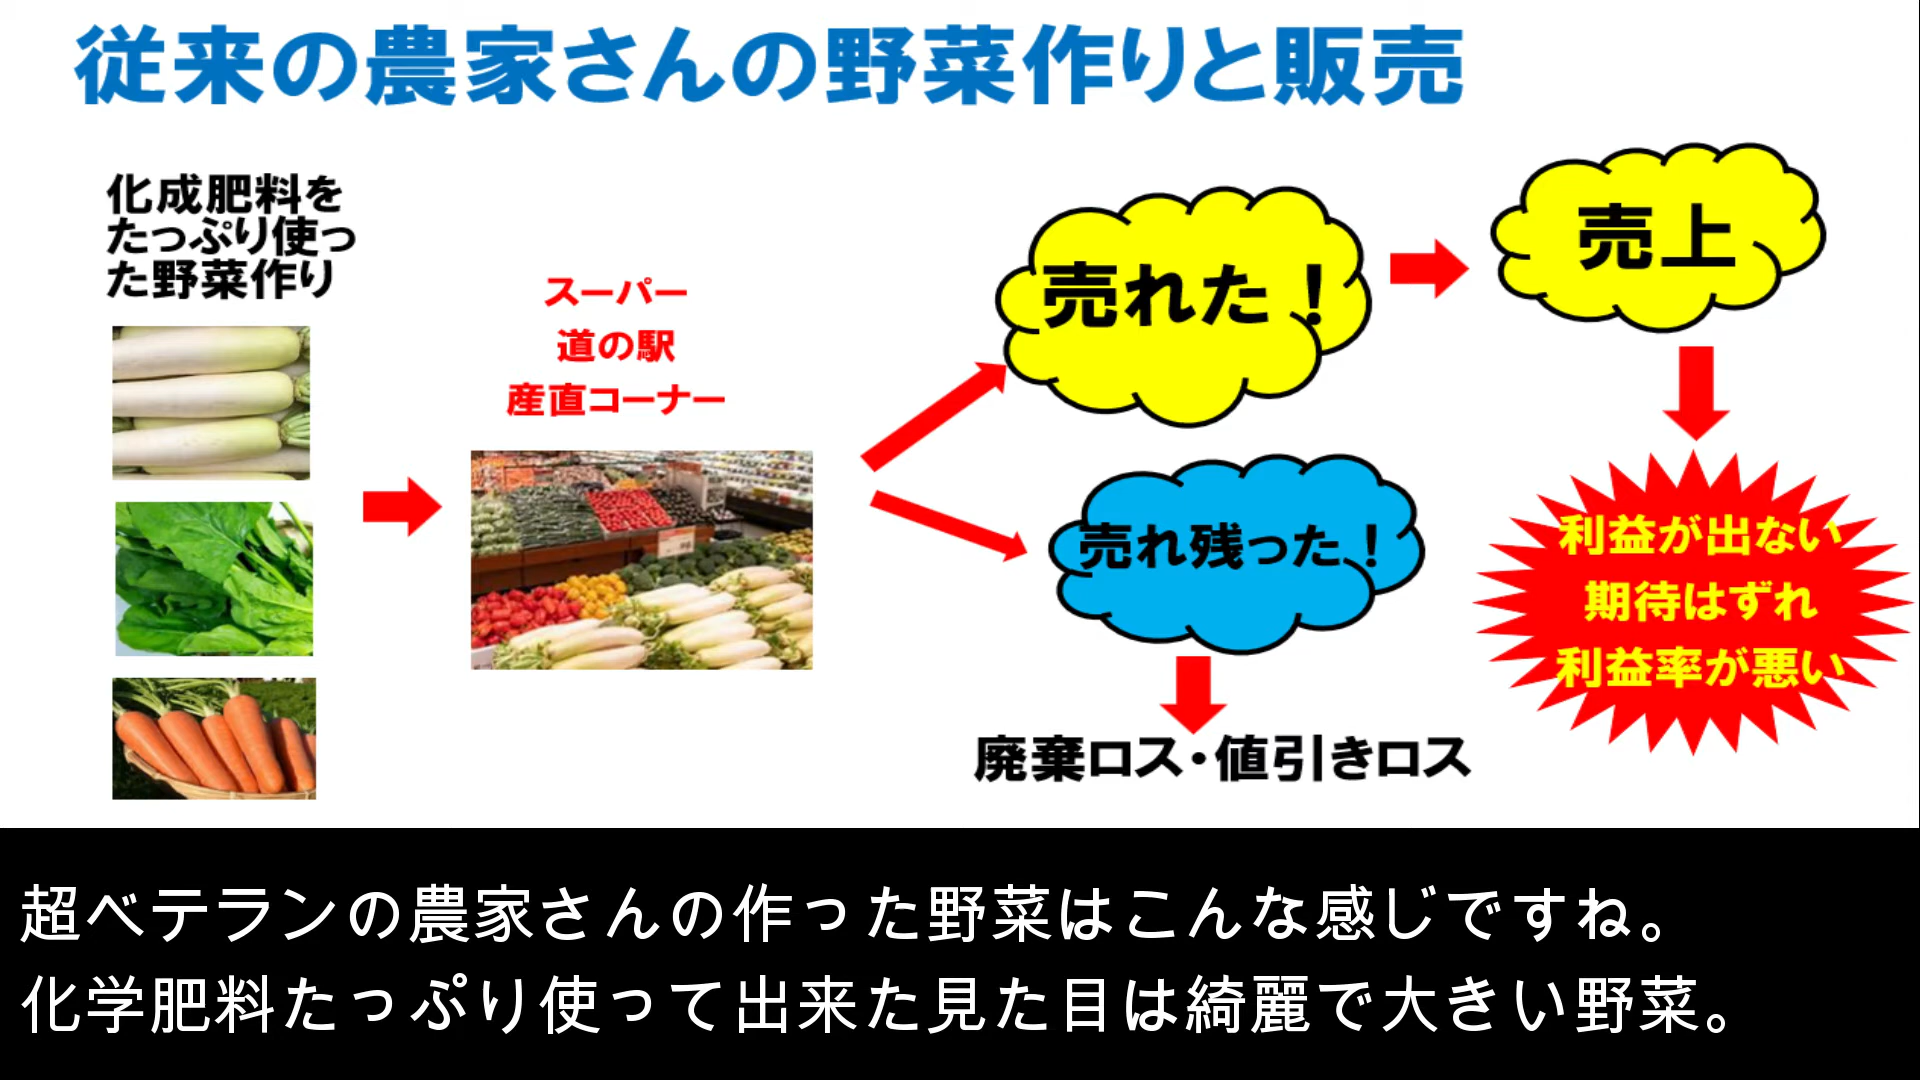 従来の農家さんの野菜作りと販売
化成肥料を
たっぷり使っ
た野菜作り
スーパー
道の駅
産直コーナー
売れた！
売上
売れ残った！
利益が出ない
期待はずれ
利益率が悪い
廃棄ロス・値引きロス
超ベテランの農家さんの作った野菜はこんな感じですね。
化学肥料たっぷり使って出来た見た目は綺麗で大きい野菜。